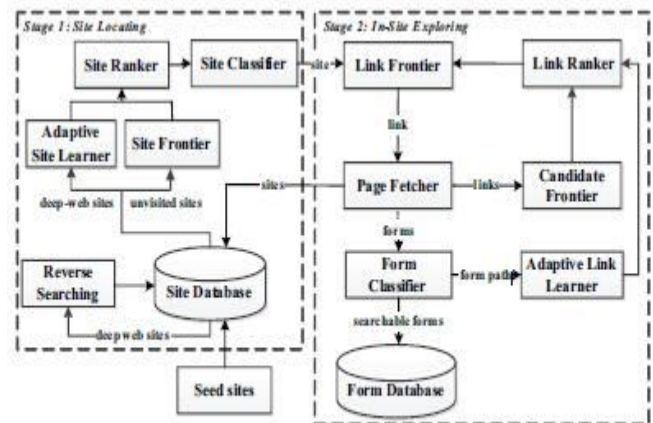 Stage 1: Site Locating
Site Ranker
Site Classifier
site
Adaptive
Site Learner
Site Frontier
deep-web sites
unvisited sites
sites
Reverse
Searching
Site Database
deep web sites
Seed sites
Stage 2: In-Site Exploring
Link Frontier
Link Ranker
link
Page Fetcher
links
Candidate
Frontier
forms
Form
Classifier
form path
Adaptive Link
Learner
searchable forms
Form Database